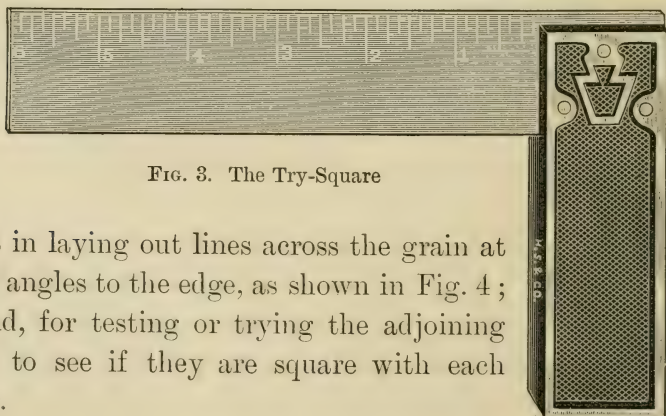 6 5 4 3 2 1
H. S. B. & CO.
FIG. 3. The Try-Square
in laying out lines across the grain at
angles to the edge, as shown in Fig. 4;
for testing or trying the adjoining
to see if they are square with each